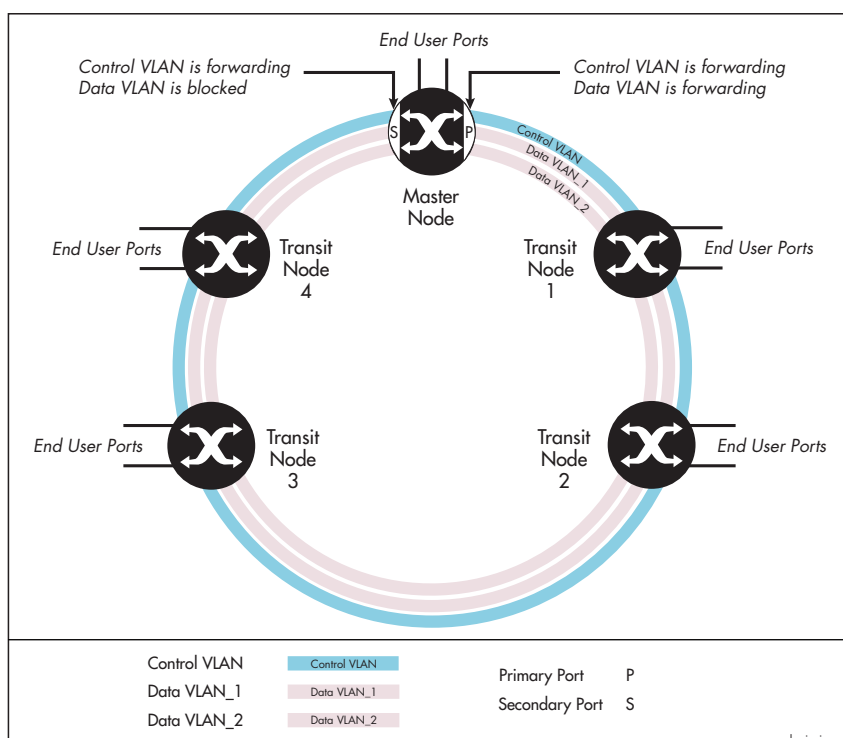 End User Ports
Control VLAN is forwarding
Data VLAN is blocked
Control VLAN is forwarding
Data VLAN is forwarding
S
P
Control VLAN
Data VLAN_1
Data VLAN_2
Master
Node
End User Ports
Transit
Node
4
Transit
Node
1
End User Ports
End User Ports
Transit
Node
3
Transit
Node
2
End User Ports
Control VLAN
Control VLAN
Primary Port P
Data VLAN_1
Data VLAN_1
Secondary Port S
Data VLAN_2
Data VLAN_2